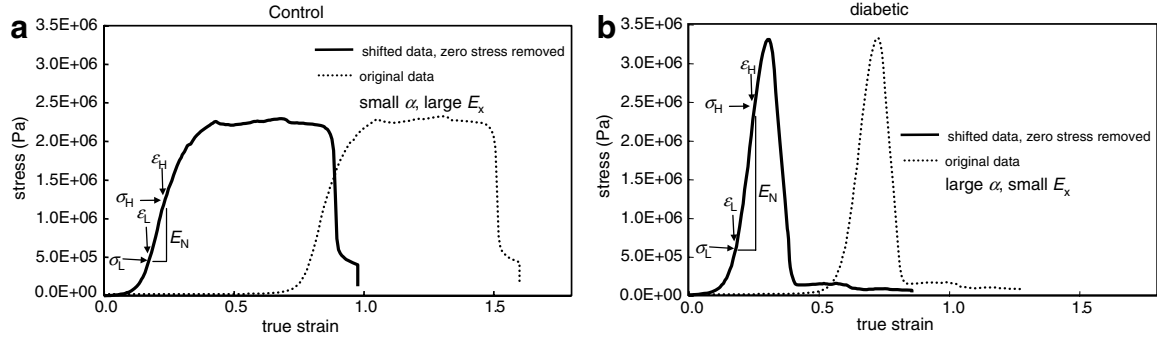 a
Control
3.5E+06
3.0E+06
2.5E+06
2.0E+06
1.5E+06
1.0E+06
5.0E+05
0.0E+00
stress (Pa)
shifted data, zero stress removed
original data
small α, large Eₓ
εH
σH
εL
σL
EN
0.0
0.5
1.0
1.5
true strain
b
diabetic
3.5E+06
3.0E+06
2.5E+06
2.0E+06
1.5E+06
1.0E+06
5.0E+05
0.0E+00
stress (Pa)
εH
σH
shifted data, zero stress removed
original data
large α, small Eₓ
εL
EN
σL
0.0
0.5
1.0
1.5
true strain